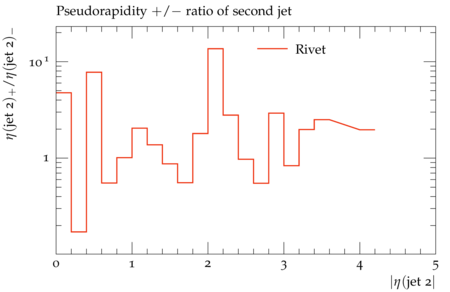 Pseudorapidity +/− ratio of second jet
η(jet 2)₊/η(jet 2)₋
Rivet
10¹
1
0 1 2 3 4 5
|η(jet 2|